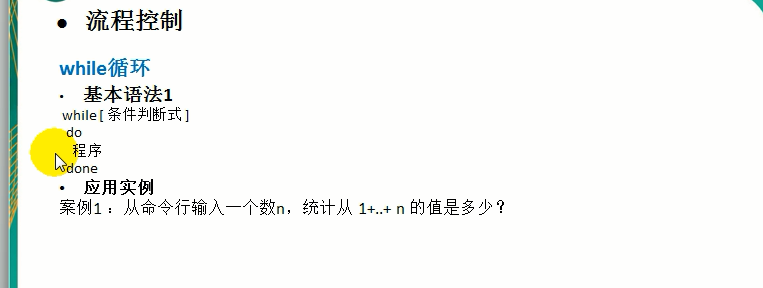 ● 流程控制
while循环
• 基本语法1
while[ 条件判断式 ]
do
程序
done
• 应用实例
案例1 ：从命令行输入一个数n，统计从 1+..+ n 的值是多少？